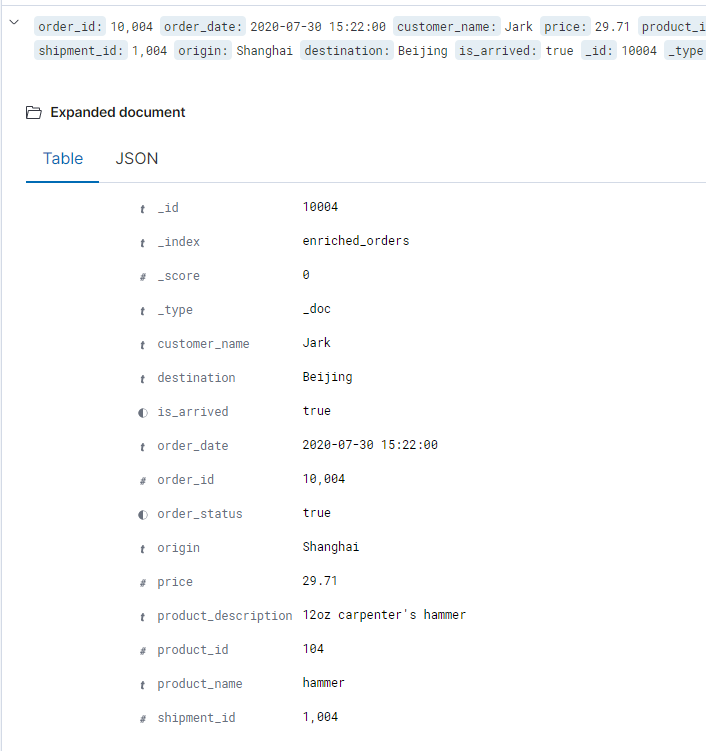 order_id: 10,004 order_date: 2020-07-30 15:22:00 customer_name: Jark price: 29.71 product_i
shipment_id: 1,004 origin: Shanghai destination: Beijing is_arrived: true _id: 10004 _type
Expanded document
Table JSON
t _id 10004
t _index enriched_orders
# _score 0
t _type _doc
t customer_name Jark
t destination Beijing
is_arrived true
t order_date 2020-07-30 15:22:00
# order_id 10,004
order_status true
t origin Shanghai
# price 29.71
t product_description 12oz carpenter's hammer
# product_id 104
t product_name hammer
# shipment_id 1,004